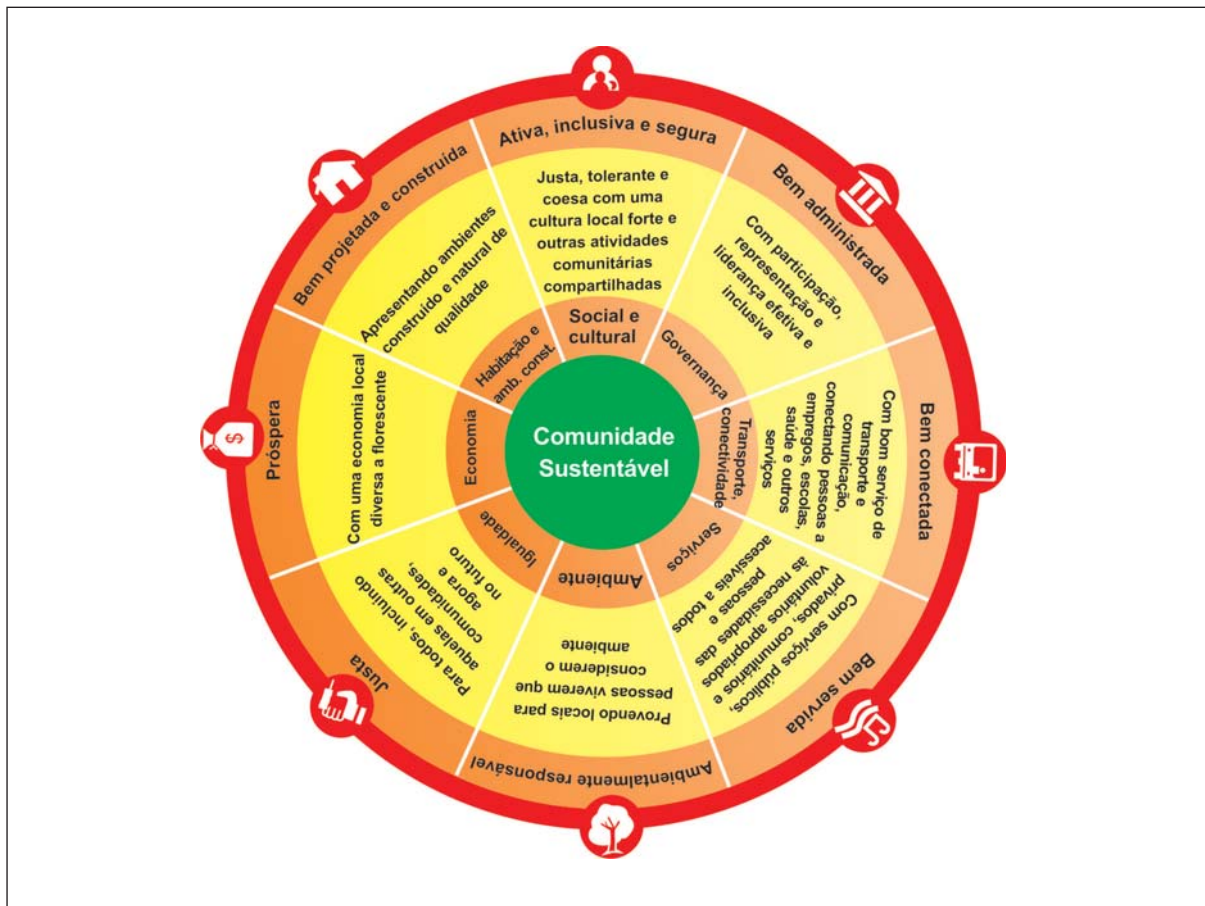 Comunidade
Sustentável
Ativa, inclusiva e segura
Justa, tolerante e
coesa com uma
cultura local forte e
outras atividades
comunitárias
compartilhadas
Social e
cultural
Bem administrada
Com participação,
representação e
liderança efetiva e
inclusiva
Governança
Bem conectada
Com bom serviço de
transporte e
comunicação,
conectando pessoas a
empregos, escolas,
saúde e outros
serviços
Transporte,
conectividade
Bem servida
Com serviços públicos,
privados, comunitários e
voluntários apropriados
às necessidades das
pessoas e
acessíveis a todos
Serviços
Ambientalmente responsável
Provendo locais para
pessoas viverem que
considerem o
ambiente
Ambiente
Justa
Para todos, incluindo
aquelas em outras
comunidades,
agora e
no futuro
Igualdade
Próspera
Com uma economia local
diversa a florescente
Economia
$
Bem projetada e construída
Apresentando ambientes
construído e natural de
qualidade
Habitação e
amb. const.